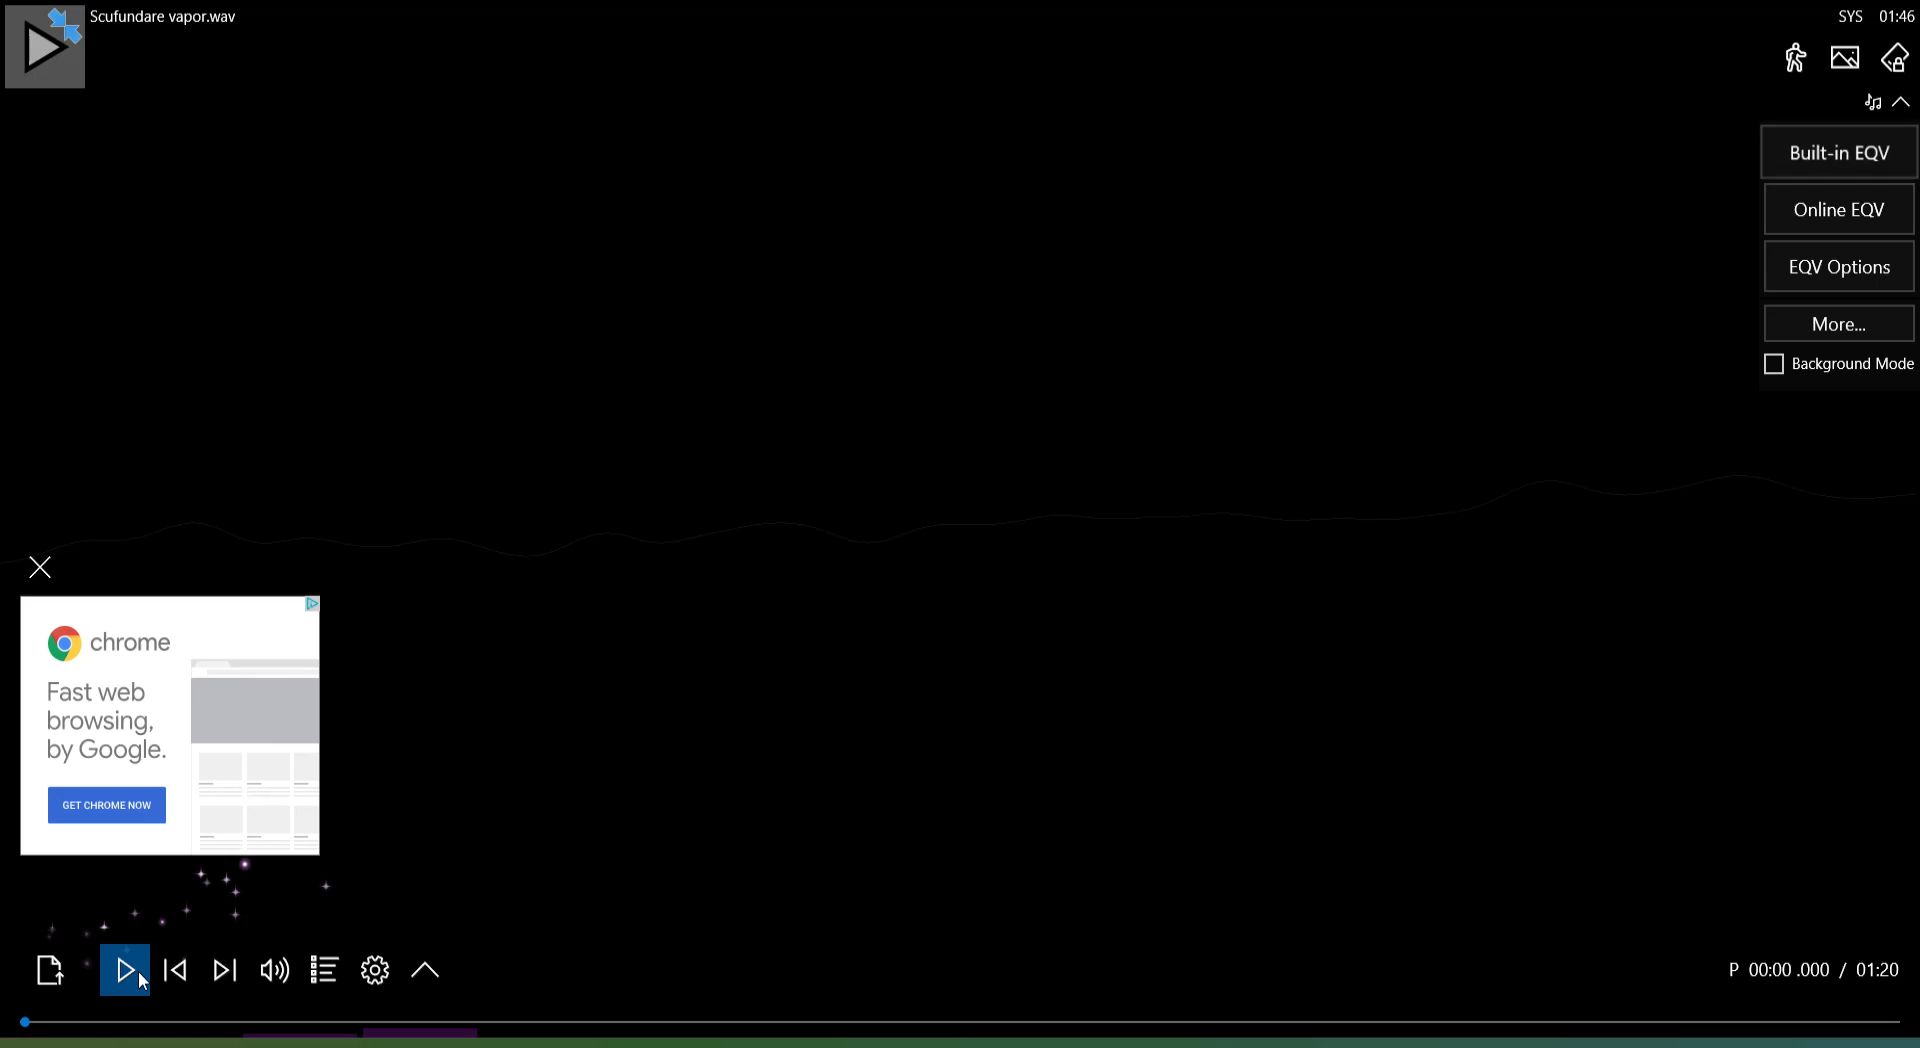 Scufundare vapor.wav
SYS 01:46
Built-in EQV
Online EQV
EQV Options
More...
Background Mode
chrome
Fast web
browsing,
by Google.
GET CHROME NOW
P 00:00 .000 / 01:20